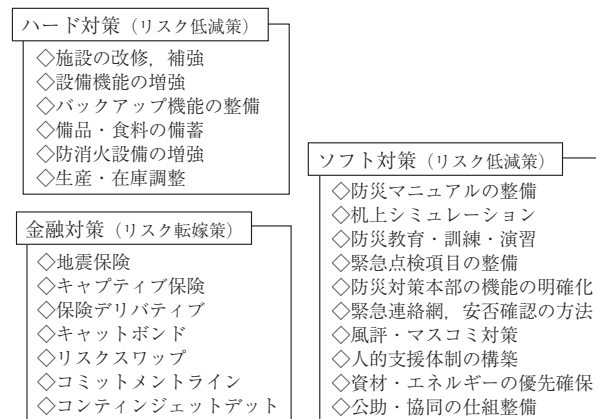 ハード対策（リスク低減策）
◇施設の改修，補強
◇設備機能の増強
◇バックアップ機能の整備
◇備品・食料の備蓄
◇防消火設備の増強
◇生産・在庫調整
金融対策（リスク転嫁策）
◇地震保険
◇キャプティブ保険
◇保険デリバティブ
◇キャットボンド
◇リスクスワップ
◇コミットメントライン
◇コンティンジェットデット
ソフト対策（リスク低減策）
◇防災マニュアルの整備
◇机上シミュレーション
◇防災教育・訓練・演習
◇緊急点検項目の整備
◇防災対策本部の機能の明確化
◇緊急連絡網，安否確認の方法
◇風評・マスコミ対策
◇人的支援体制の構築
◇資材・エネルギーの優先確保
◇公助・協同の仕組整備